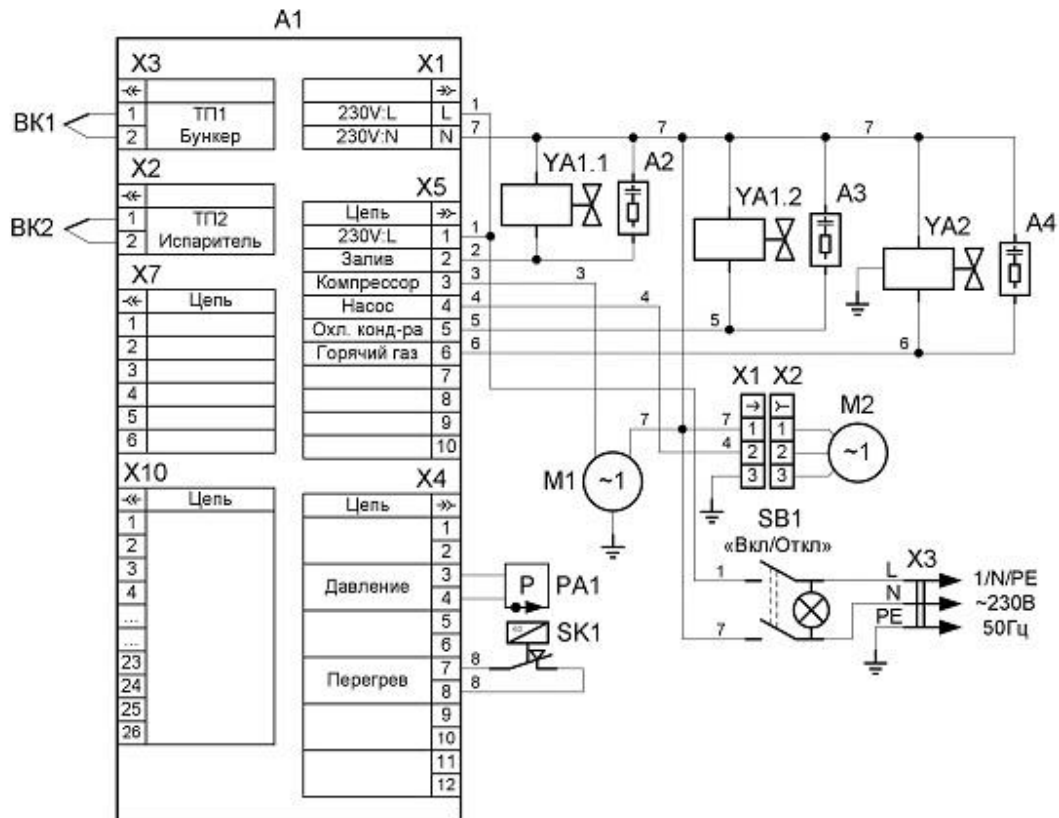 A1
X3
X1
1 ТП1
2 Бункер
BK1
230V:L L 1
230V:N N 7
7
7
YA1.1
A2
YA1.2
A3
YA2
A4
X2
1 ТП2
2 Испаритель
BK2
X5
Цепь
230V:L 1 1
Залив 2 2
Компрессор 3 3
3
Насос 4 4
4
Охл. конд-ра 5 5
5
Горячий газ 6 6
6
7
8
9
10
X7
Цепь
1
2
3
4
5
6
X1 X2
1 1
2 2
3 3
7
7
4
M2
~1
M1
~1
X10
Цепь
1
2
3
4
...
...
23
24
25
26
X4
Цепь
1
2
Давление 3
4
5
6
Перегрев 7 8
8 8
9
10
11
12
P PA1
SK1
SB1
«Вкл/Откл»
1
7
X3
L
N
PE
1/N/PE
~230В
50Гц